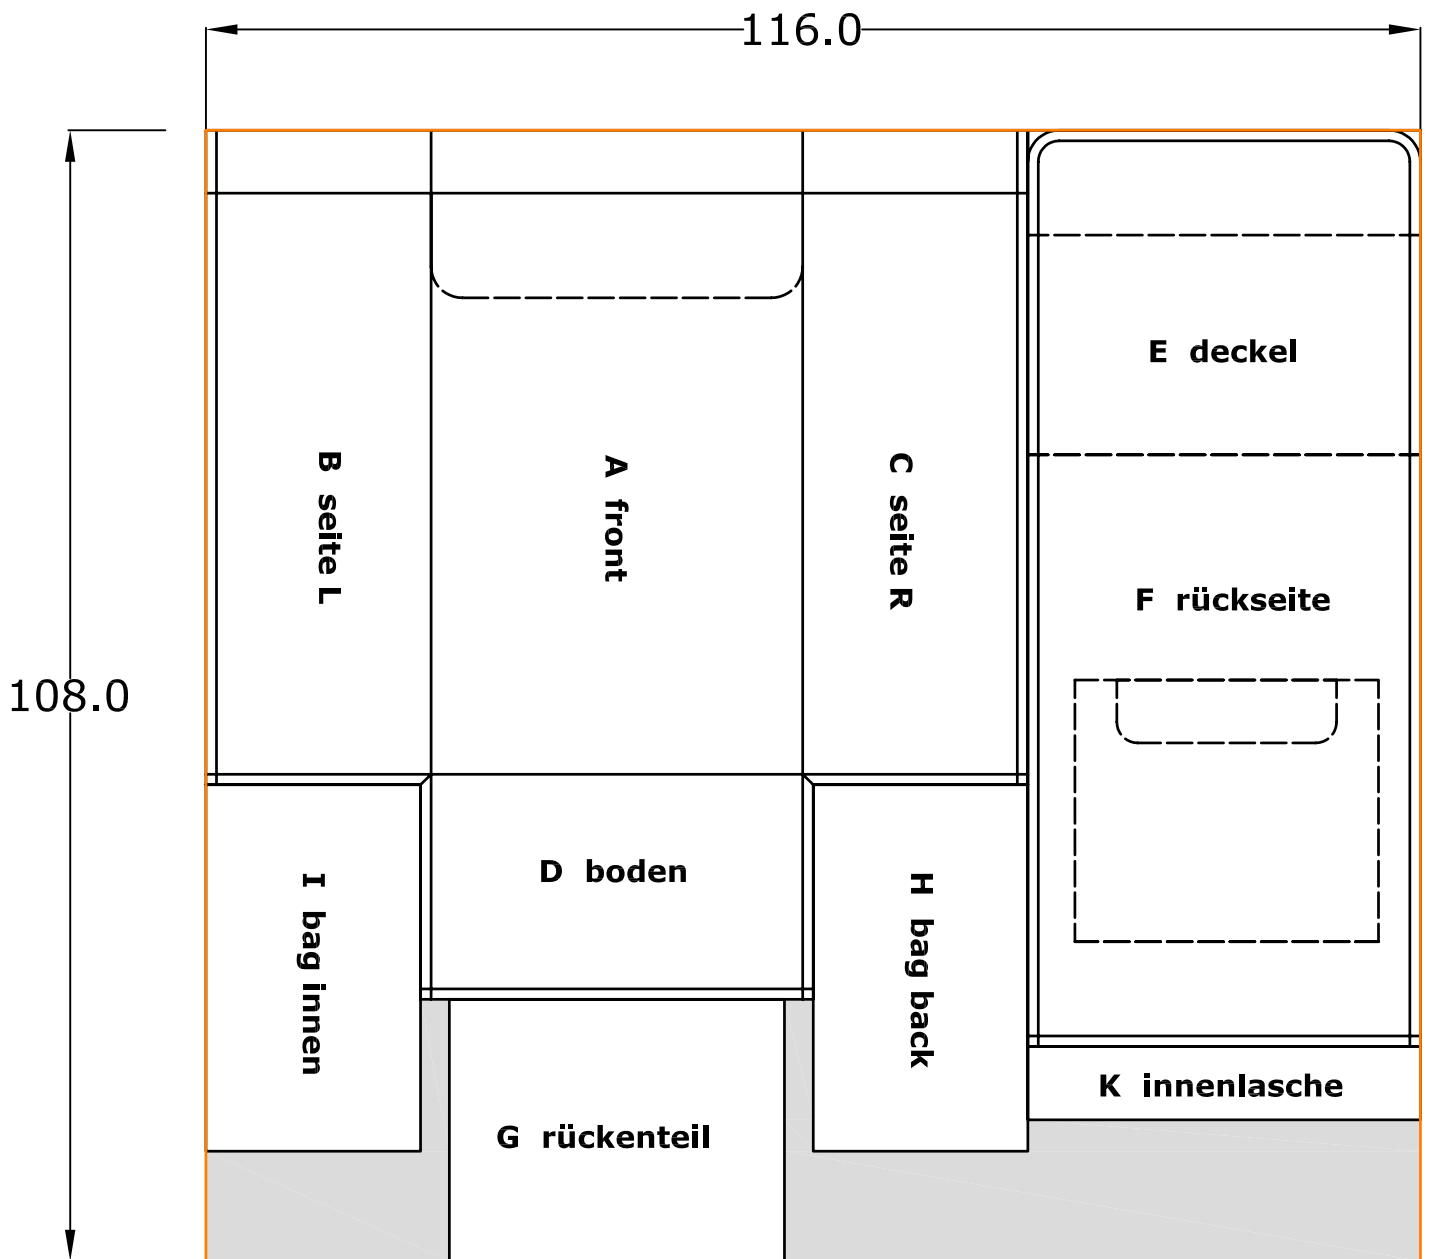 116.0
108.0
B seite L
A front
C seite R
E deckel
F rückseite
I bag innen
D boden
H bag back
K innenlasche
G rückenteil